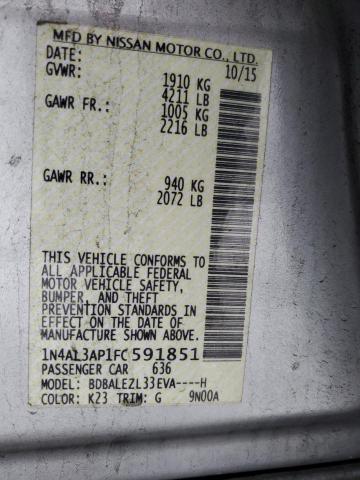 MFD BY NISSAN MOTOR CO., LTD.
DATE: 10/15
GVWR: 1910 KG
4211 LB
GAWR FR.: 1005 KG
2216 LB
GAWR RR.: 940 KG
2072 LB
THIS VEHICLE CONFORMS TO
ALL APPLICABLE FEDERAL
MOTOR VEHICLE SAFETY,
BUMPER, AND THEFT
PREVENTION STANDARDS IN
EFFECT ON THE DATE OF
MANUFACTURE SHOWN ABOVE.
1N4AL3AP1FC591851
PASSENGER CAR 636
MODEL: BDBALEZL33EVA----H
COLOR: K23 TRIM: G 9N00A